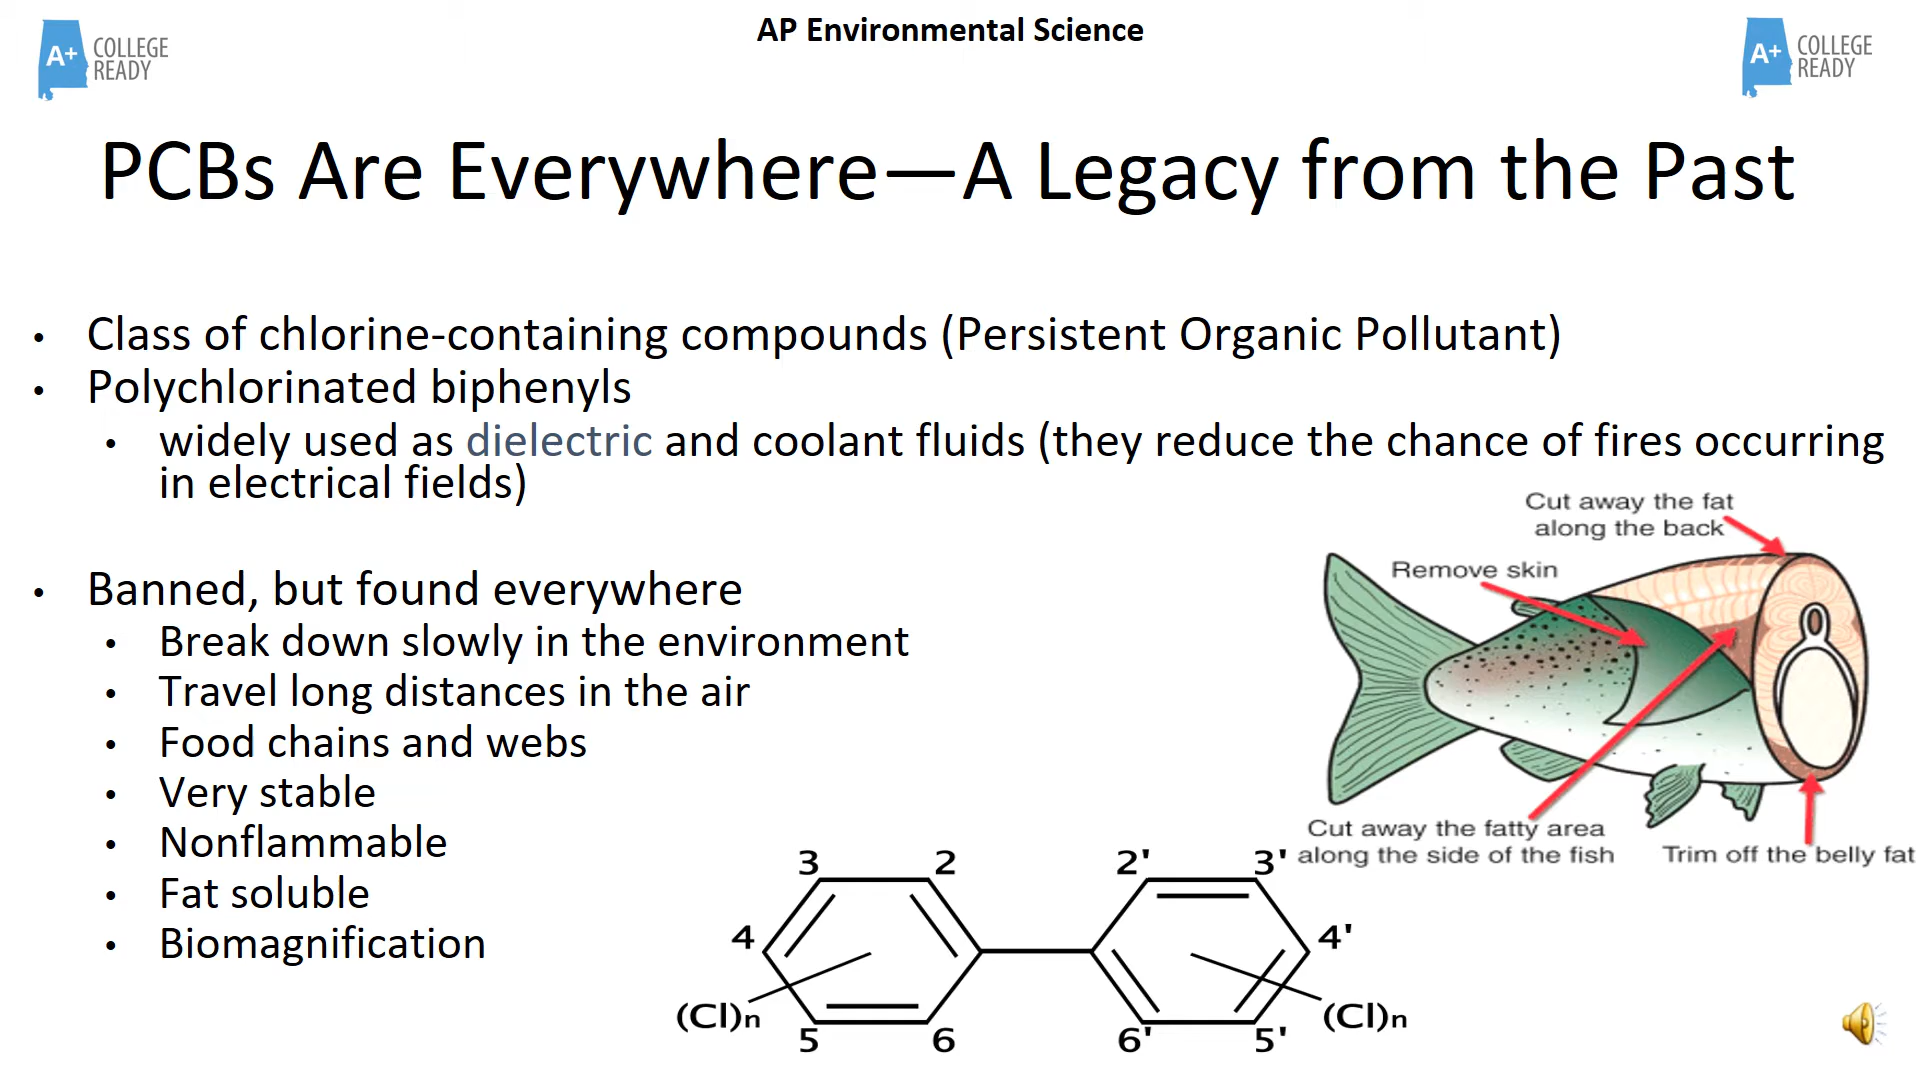 AP Environmental Science
A+ COLLEGE
READY
A+ COLLEGE
READY
PCBs Are Everywhere—A Legacy from the Past
• Class of chlorine-containing compounds (Persistent Organic Pollutant)
• Polychlorinated biphenyls
• widely used as dielectric and coolant fluids (they reduce the chance of fires occurring
in electrical fields)
• Banned, but found everywhere
• Break down slowly in the environment
• Travel long distances in the air
• Food chains and webs
• Very stable
• Nonflammable
• Fat soluble
• Biomagnification
Cut away the fat
along the back
Remove skin
Cut away the fatty area
along the side of the fish
Trim off the belly fat
3 2 2' 3'
4 4'
(Cl)n (Cl)n
5 6 6' 5'